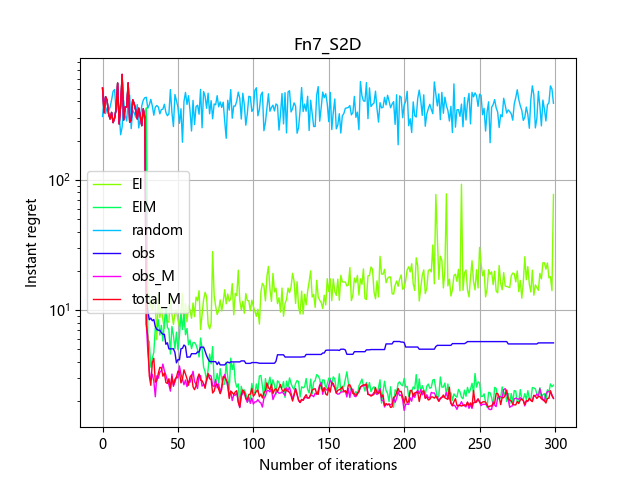 Fn7_S2D
Instant regret
10²
10¹
EI
EIM
random
obs
obs_M
total_M
0 50 100 150 200 250 300
Number of iterations